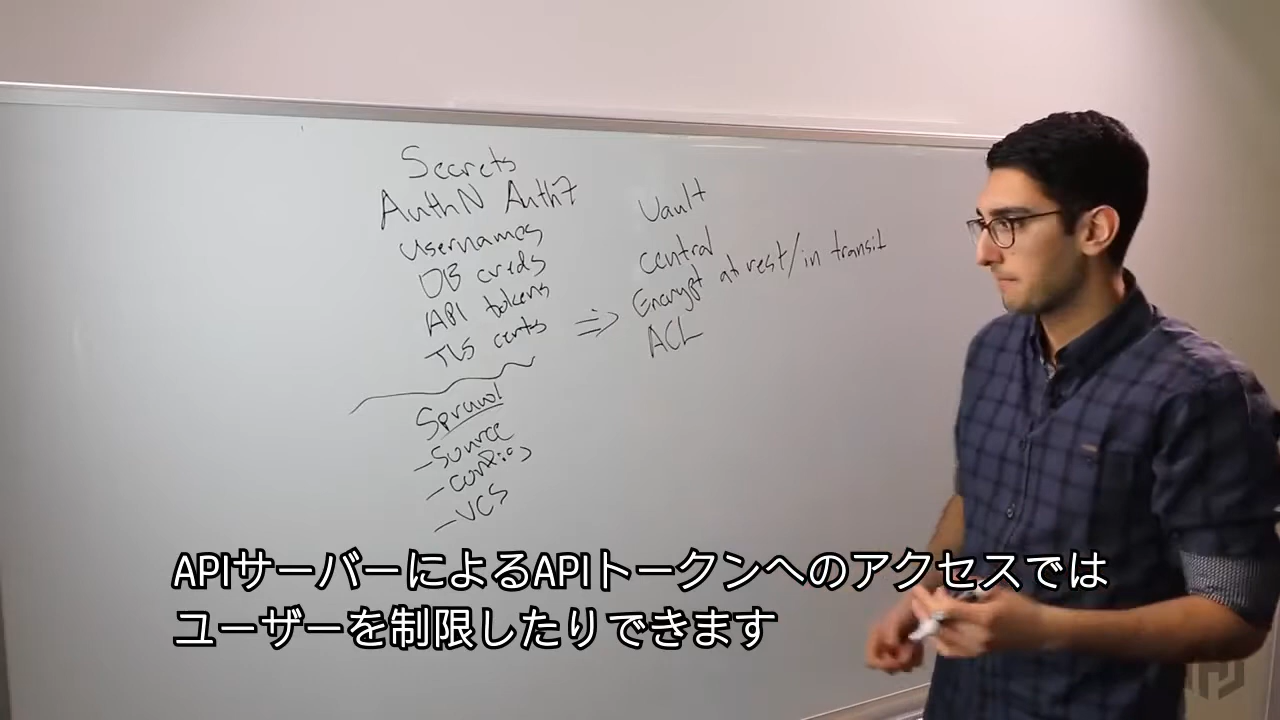 Secrets
AuthN AuthZ
Usernames
DB creds
API tokens
TLS certs
Sprawl
- Source
- Config
- VCS
⇒
Vault
central
Encrypt at rest/in transit
ACL
APIサーバーによるAPIトークンへのアクセスでは
ユーザーを制限したりできます